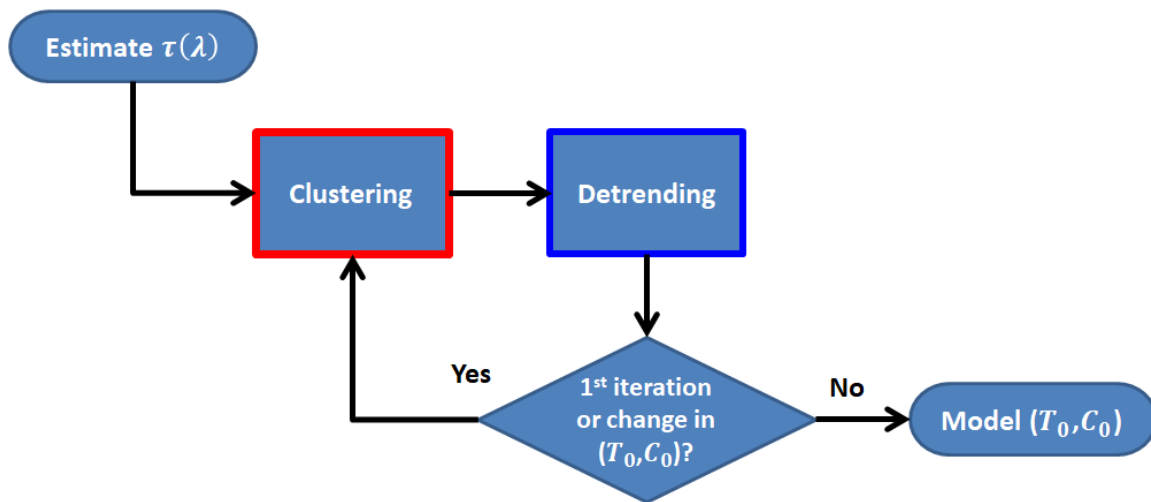 Estimate τ(λ)
Clustering
Detrending
Yes
1st iteration
or change in
(T₀,C₀)?
No
Model (T₀,C₀)